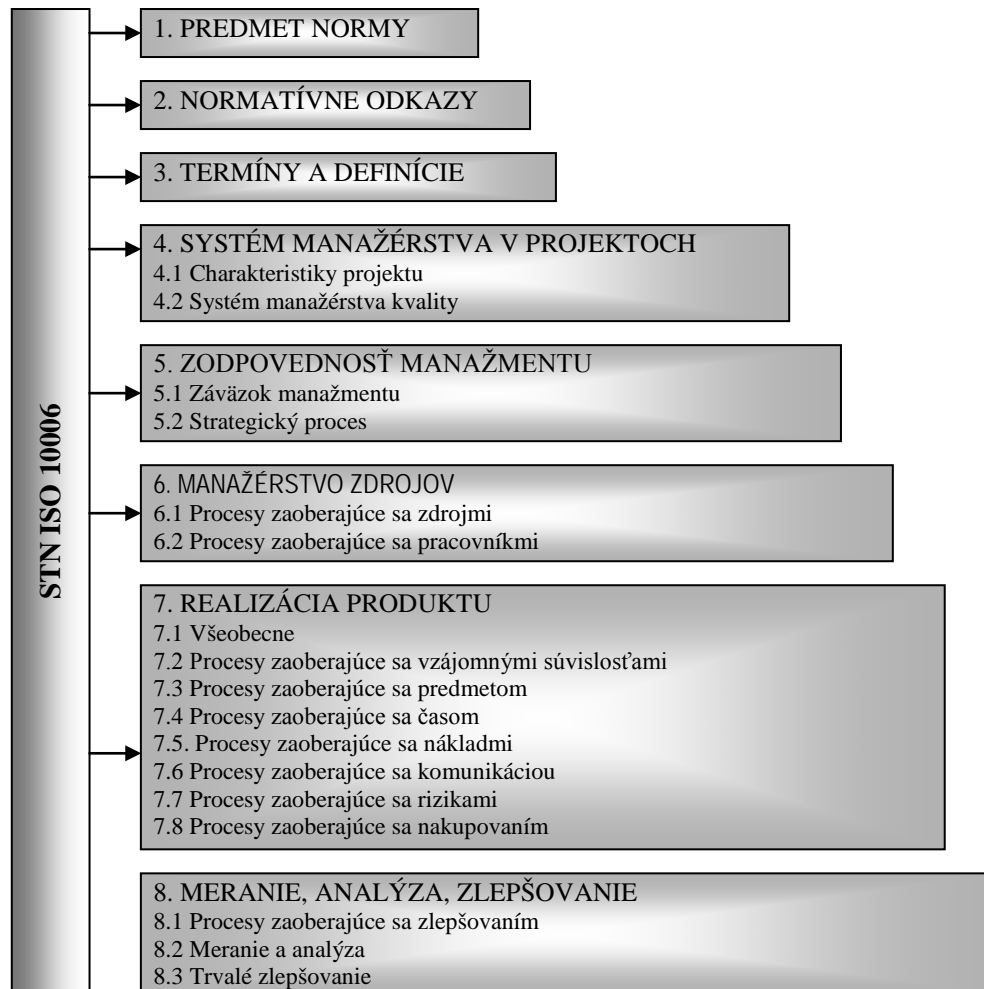 STN ISO 10006
1. PREDMET NORMY
2. NORMATÍVNE ODKAZY
3. TERMÍNY A DEFINÍCIE
4. SYSTÉM MANAŽÉRSTVA V PROJEKTOCH
4.1 Charakteristiky projektu
4.2 Systém manažérstva kvality
5. ZODPOVEDNOSŤ MANAŽMENTU
5.1 Záväzok manažmentu
5.2 Strategický proces
6. MANAŽÉRSTVO ZDROJOV
6.1 Procesy zaoberajúce sa zdrojmi
6.2 Procesy zaoberajúce sa pracovníkmi
7. REALIZÁCIA PRODUKTU
7.1 Všeobecne
7.2 Procesy zaoberajúce sa vzájomnými súvislosťami
7.3 Procesy zaoberajúce sa predmetom
7.4 Procesy zaoberajúce sa časom
7.5. Procesy zaoberajúce sa nákladmi
7.6 Procesy zaoberajúce sa komunikáciou
7.7 Procesy zaoberajúce sa rizikami
7.8 Procesy zaoberajúce sa nakupovaním
8. MERANIE, ANALÝZA, ZLEPŠOVANIE
8.1 Procesy zaoberajúce sa zlepšovaním
8.2 Meranie a analýza
8.3 Trvalé zlepšovanie